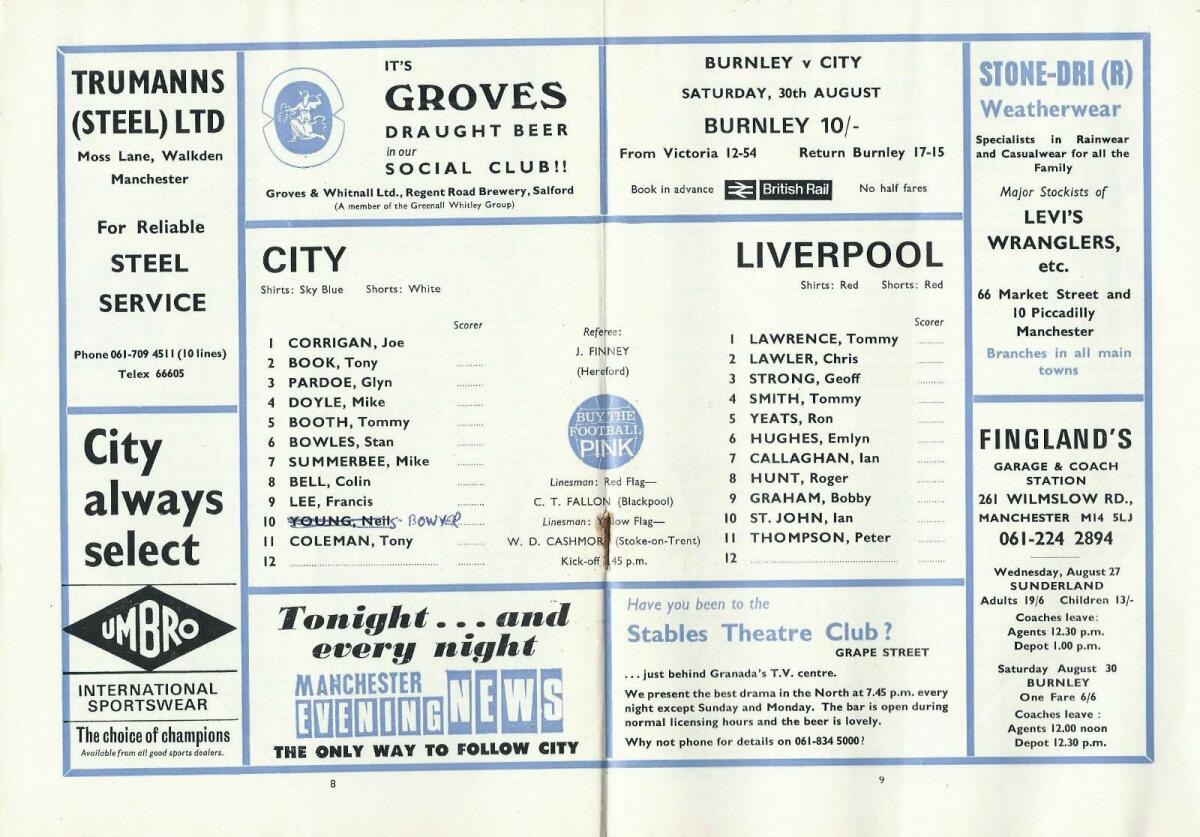 TRUMANNS
(STEEL) LTD
Moss Lane, Walkden
Manchester
For Reliable
STEEL
SERVICE
Phone 061-709 4511 (10 lines)
Telex 66605
City
always
select
UMBRO
INTERNATIONAL
SPORTSWEAR
The choice of champions
Available from all good sports dealers.
IT'S
GROVES
DRAUGHT BEER
in our
SOCIAL CLUB!!
Groves & Whitnall Ltd., Regent Road Brewery, Salford
(A member of the Greenall Whitley Group)
BURNLEY v CITY
SATURDAY, 30th AUGUST
BURNLEY 10/-
From Victoria 12-54 Return Burnley 17-15
Book in advance British Rail No half fares
CITY
Shirts: Sky Blue Shorts: White
Scorer
1 CORRIGAN, Joe
2 BOOK, Tony
3 PARDOE, Glyn
4 DOYLE, Mike
5 BOOTH, Tommy
6 BOWLES, Stan
7 SUMMERBEE, Mike
8 BELL, Colin
9 LEE, Francis
10 YOUNG, Neil BOWYER
11 COLEMAN, Tony
12
Referee:
J. FINNEY
(Hereford)
BUY THE
FOOTBALL
PINK
Linesman: Red Flag—
C. T. FALLON (Blackpool)
Linesman: Yellow Flag—
W. D. CASHMORE (Stoke-on-Trent)
Kick-off .45 p.m.
LIVERPOOL
Shirts: Red Shorts: Red
Scorer
1 LAWRENCE, Tommy
2 LAWLER, Chris
3 STRONG, Geoff
4 SMITH, Tommy
5 YEATS, Ron
6 HUGHES, Emlyn
7 CALLAGHAN, Ian
8 HUNT, Roger
9 GRAHAM, Bobby
10 ST. JOHN, Ian
11 THOMPSON, Peter
12
Tonight ... and
every night
MANCHESTER
EVENING NEWS
THE ONLY WAY TO FOLLOW CITY
Have you been to the
Stables Theatre Club?
GRAPE STREET
...just behind Granada's T.V. centre.
We present the best drama in the North at 7.45 p.m. every
night except Sunday and Monday. The bar is open during
normal licensing hours and the beer is lovely.
Why not phone for details on 061-834 5000?
STONE-DRI (R)
Weatherwear
Specialists in Rainwear
and Casualwear for all the
Family
Major Stockists of
LEVI'S
WRANGLERS,
etc.
66 Market Street and
10 Piccadilly
Manchester
Branches in all main
towns
FINGLAND'S
GARAGE & COACH
STATION
261 WILMSLOW RD.,
MANCHESTER M14 5LJ
061-224 2894
Wednesday, August 27
SUNDERLAND
Adults 19/6 Children 13/-
Coaches leave:
Agents 12.30 p.m.
Depot 1.00 p.m.
Saturday August 30
BURNLEY
One Fare 6/6
Coaches leave :
Agents 12.00 noon
Depot 12.30 p.m.
8
9